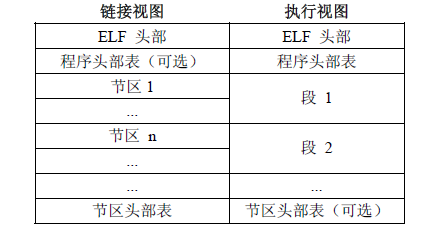 链接视图 执行视图
ELF 头部 ELF 头部
程序头部表（可选） 程序头部表
节区 1 段 1
...
节区 n 段 2
...
... ...
节区头部表 节区头部表（可选）